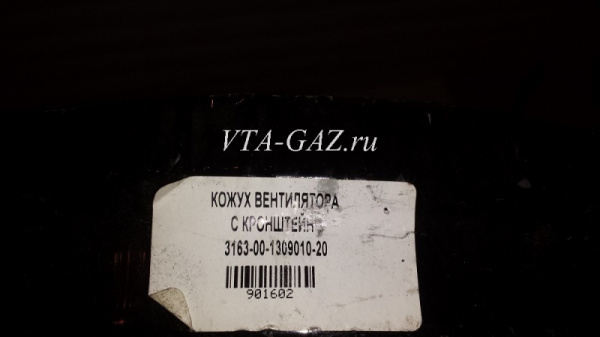 VTA-GAZ.ru
КОЖУХ ВЕНТИЛЯТОРА
С КРОНШТЕЙН
3163-00-1309010-20
901602